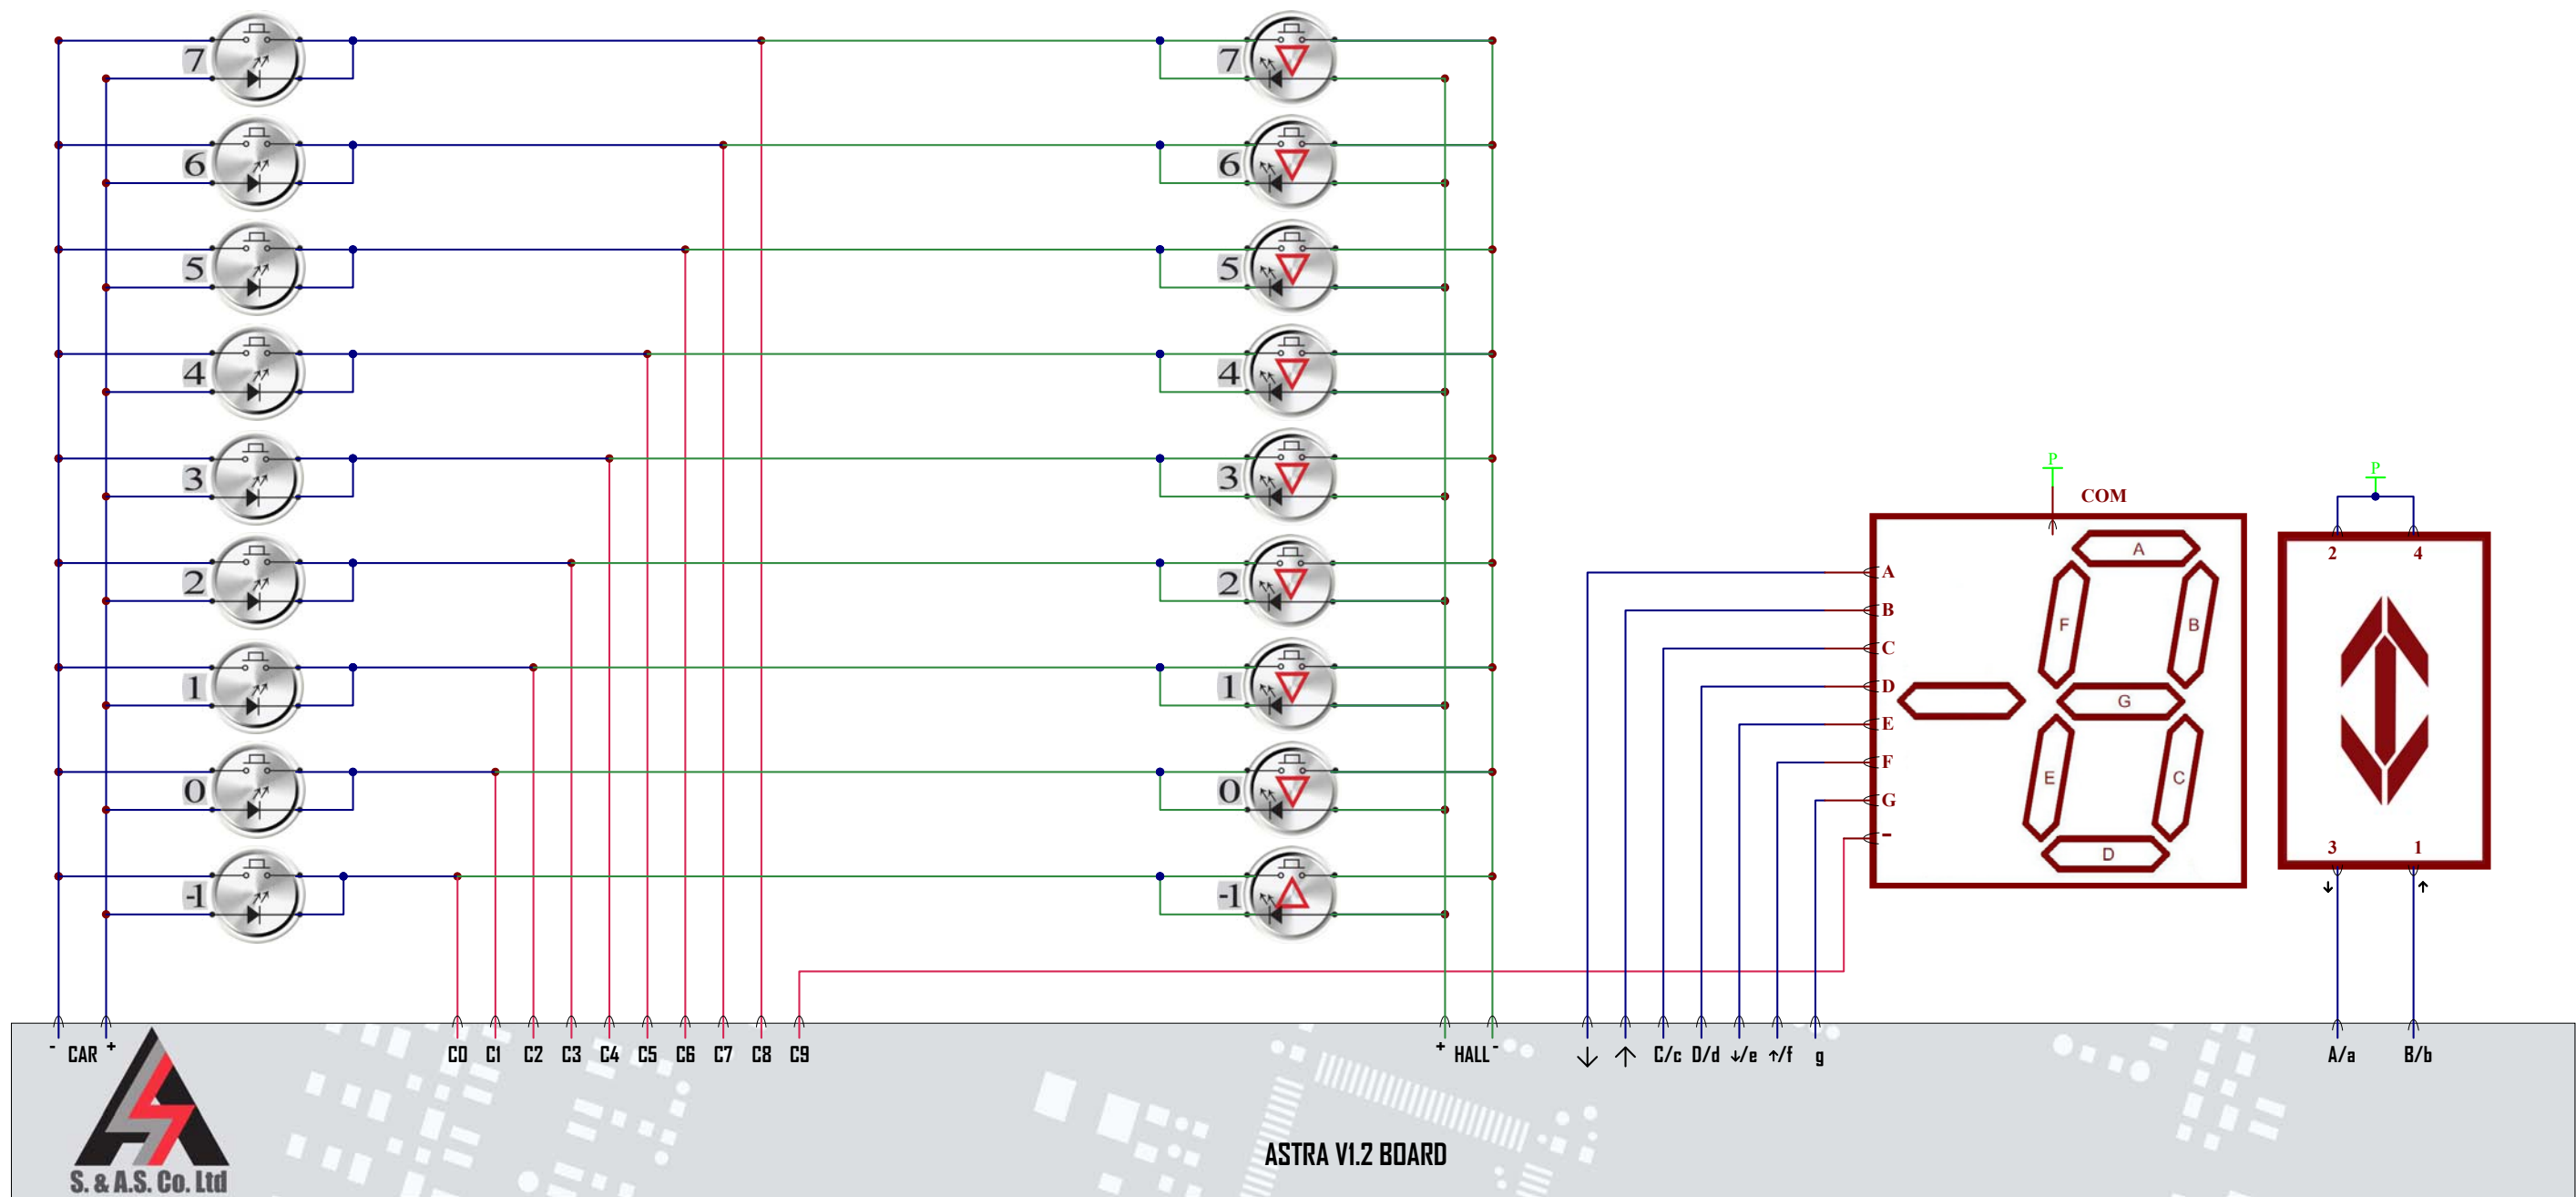 7 7
6 6
5 5
4 4
3 3
2 2
1 1
0 0
-1 -1
P P
COM
2 4
A
B
C
D
E
F
G
-
A
F B
G
E C
D
3 1
↓ ↑
- CAR + C0 C1 C2 C3 C4 C5 C6 C7 C8 C9 + HALL - ↓ ↑ C/c D/d ↓/e ↑/f g A/a B/b
ASTRA V1.2 BOARD
S. & A.S. Co. Ltd